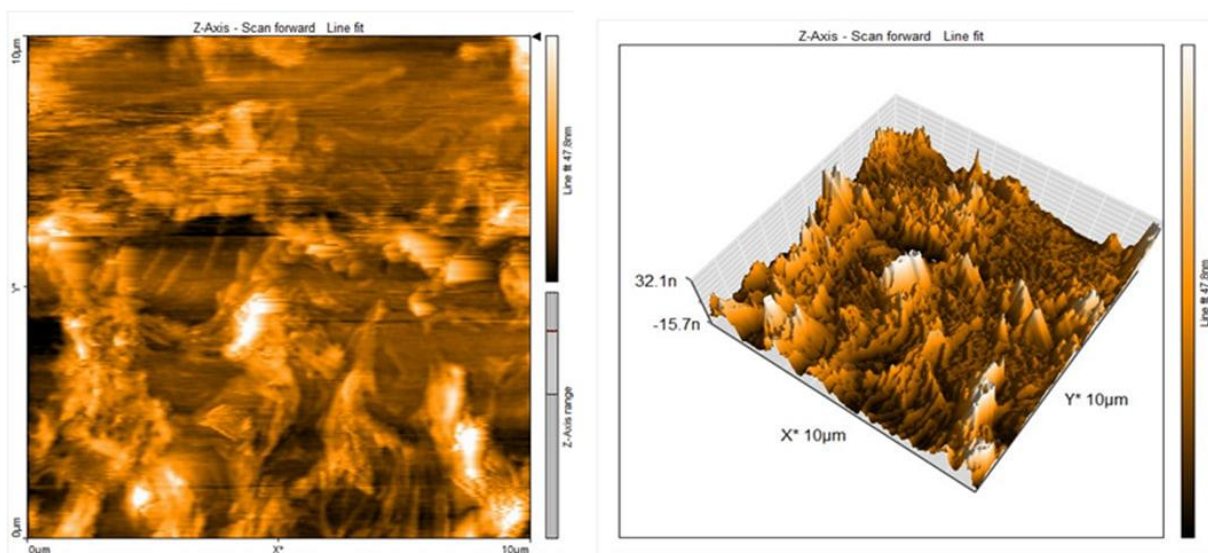 Z-Axis - Scan forward Line fit
10µm
Y*
0µm
0µm
X*
10µm
Line fit 47.8nm
Z-Axis range
Z-Axis - Scan forward Line fit
32.1n
-15.7n
X* 10µm
Y* 10µm
Line fit 47.8nm